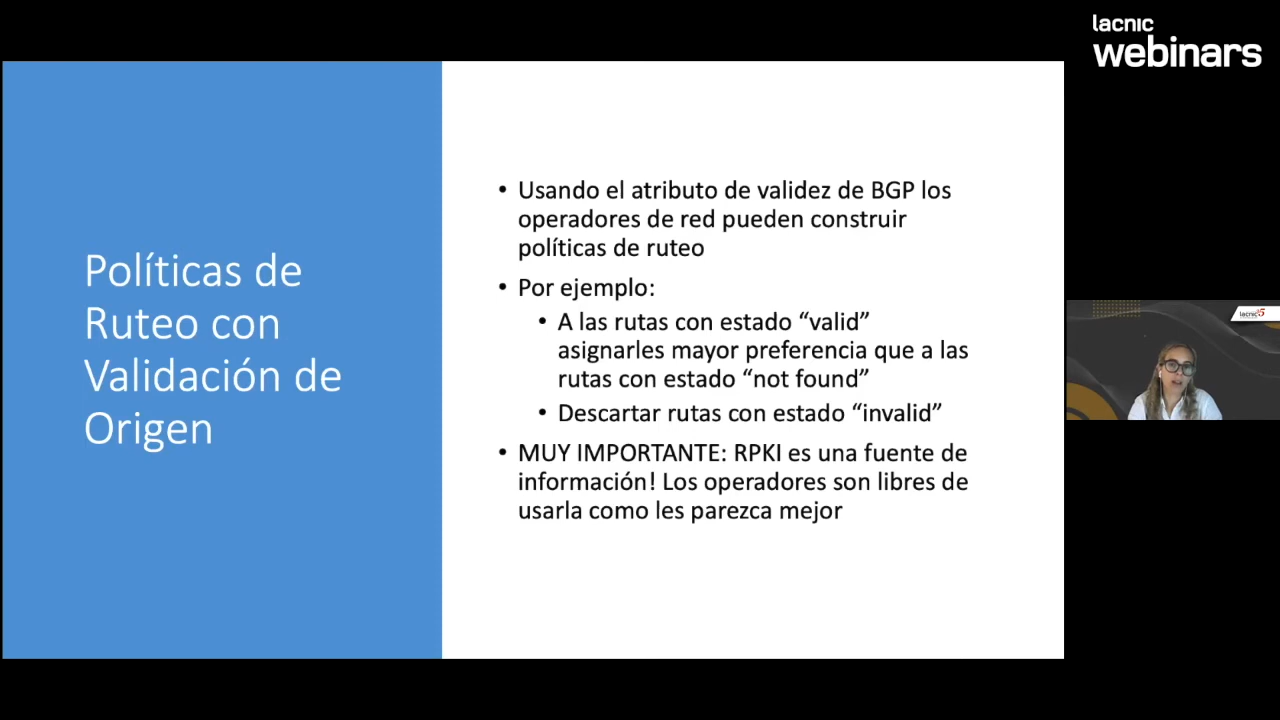 lacnic
webinars
Políticas de
Ruteo con
Validación de
Origen
• Usando el atributo de validez de BGP los
operadores de red pueden construir
políticas de ruteo
• Por ejemplo:
• A las rutas con estado “valid”
asignarles mayor preferencia que a las
rutas con estado “not found”
• Descartar rutas con estado “invalid”
• MUY IMPORTANTE: RPKI es una fuente de
información! Los operadores son libres de
usarla como les parezca mejor
lacnic